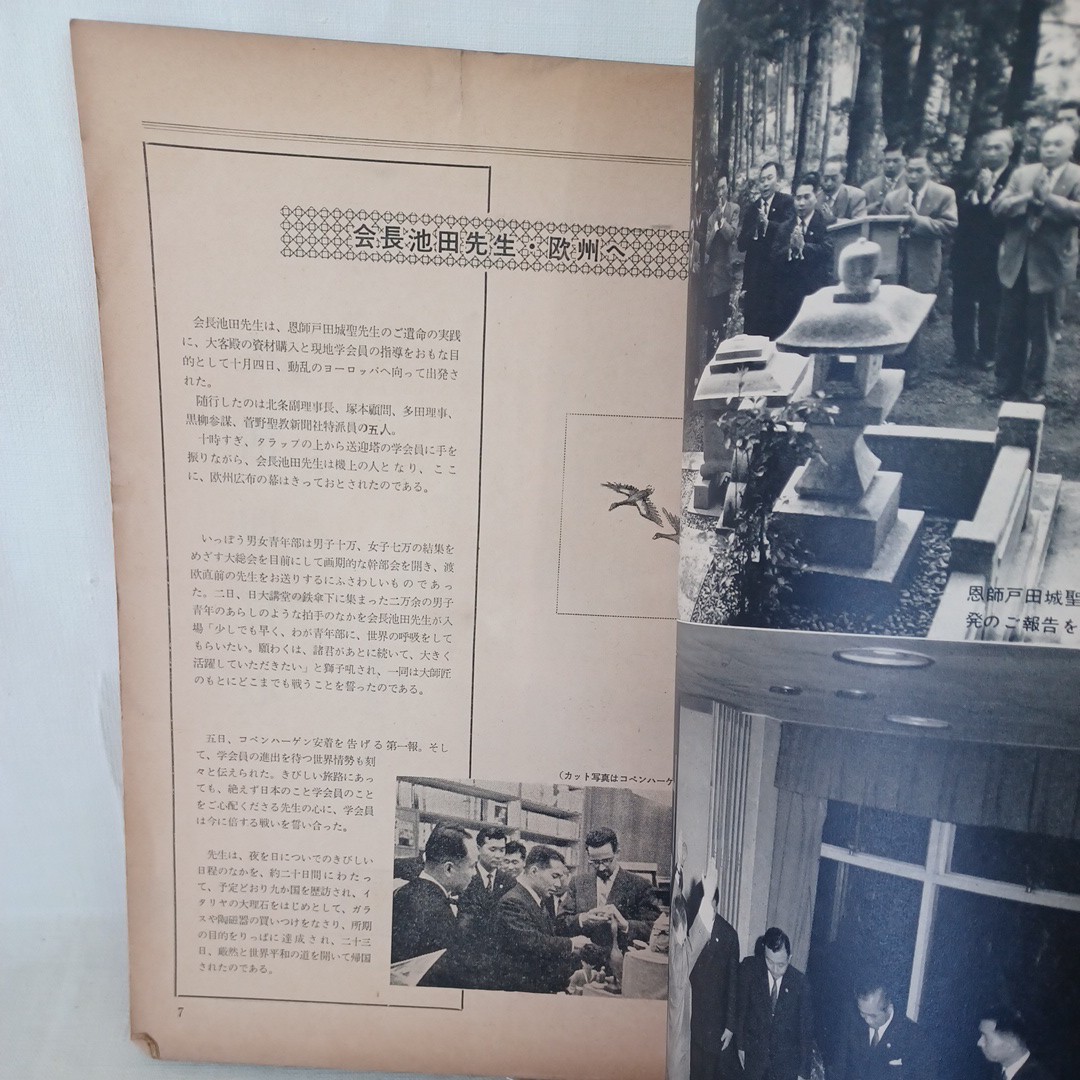 会長池田先生・欧州へ
会長池田先生は、恩師戸田城聖先生のご遺命の実践
に、大客殿の資材購入と現地学会員の指導をおもな目
的として十月四日、動乱のヨーロッパへ向って出発さ
れた。
随行したのは北条副理事長、塚本顧問、多田理事、
黒柳参謀、菅野聖教新聞社特派員の五人。
十時すぎ、タラップの上から送迎塔の学会員に手を
振りながら、会長池田先生は機上の人となり、ここ
に、欧州広布の幕はきっておとされたのである。
いっぽう男女青年部は男子十万、女子七万の結集を
めざす大総会を目前にして画期的な幹部会を開き、渡
欧直前の先生をお送りするにふさわしいものであっ
た。二日、日大講堂の鉄傘下に集まった二万余の男子
青年のあらしのような拍手のなかを会長池田先生が入
場「少しでも早く、わが青年部に、世界の呼吸をして
もらいたい。願わくは、諸君があとに続いて、大きく
活躍していただきたい」と獅子吼され、一同は大師匠
のもとにどこまでも戦うことを誓ったのである。
五日、コペンハーゲン安着を告げる第一報。そし
て、学会員の進出を待つ世界情勢も刻
々と伝えられた。きびしい旅路にあっ
ても、絶えず日本のこと学会員のこと
をご心配くださる先生の心に、学会員
は今に倍する戦いを誓い合った。
先生は、夜を日についでのきびしい
日程のなかを、約二十日間にわたっ
て、予定どおり九か国を歴訪され、イ
タリヤの大理石をはじめとして、ガラ
スや陶磁器の買いつけをなさり、所期
の目的をりっぱに達成され、二十三
日、厳然と世界平和の道を開いて帰国
されたのである。
(カット写真はコペンハーゲ
7
恩師戸田城聖
発のご報告を